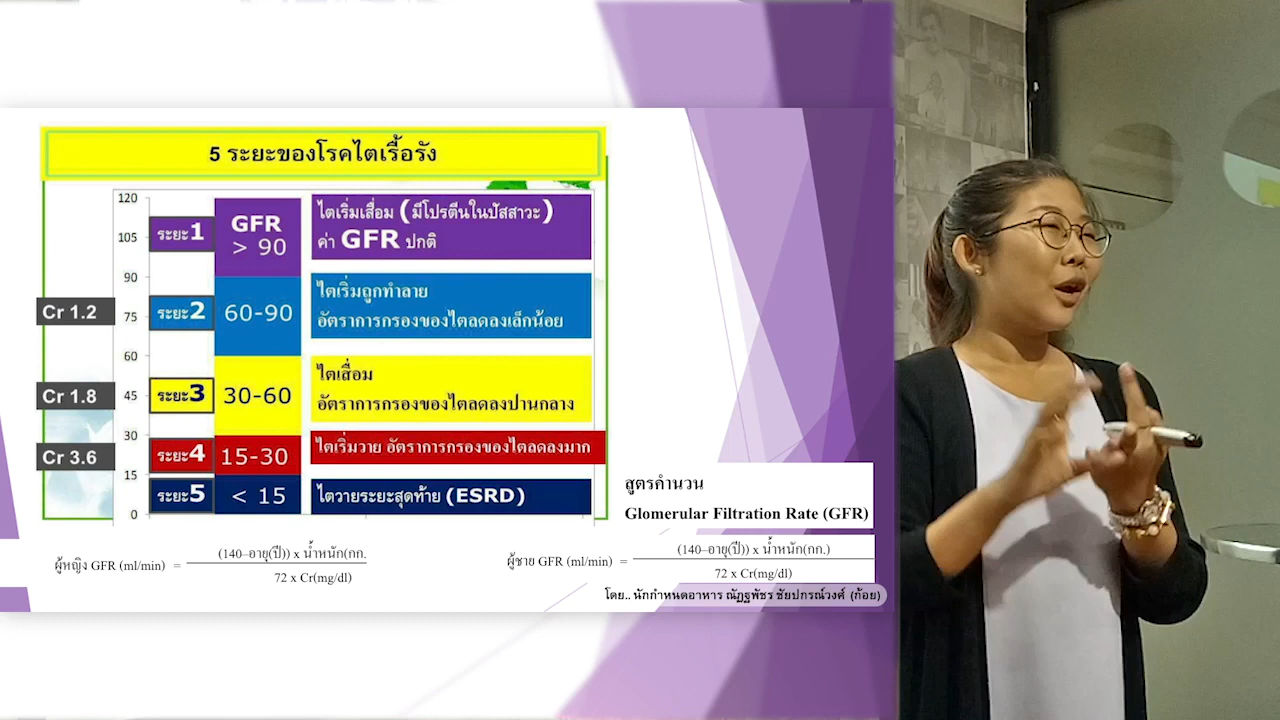 5 ระยะของโรคไตเรื้อรัง
120
105
90
75
60
45
30
15
0
Cr 1.2
Cr 1.8
Cr 3.6
ระยะ1
GFR
> 90
ไตเริ่มเสื่อม (มีโปรตีนในปัสสาวะ)
ค่า GFR ปกติ
ระยะ2
60-90
ไตเริ่มถูกทำลาย
อัตราการกรองของไตลดลงเล็กน้อย
ระยะ3
30-60
ไตเสื่อม
อัตราการกรองของไตลดลงปานกลาง
ระยะ4
15-30
ไตเริ่มวาย อัตราการกรองของไตลดลงมาก
ระยะ5
< 15
ไตวายระยะสุดท้าย (ESRD)
สูตรคำนวน
Glomerular Filtration Rate (GFR)
ผู้หญิง GFR (ml/min) =
(140–อายุ(ปี)) x น้ำหนัก(กก.
72 x Cr(mg/dl)
ผู้ชาย GFR (ml/min) =
(140–อายุ(ปี)) x น้ำหนัก(กก.)
72 x Cr(mg/dl)
โดย.. นักกำหนดอาหาร ณัฏฐพัชร ชัยปกรณ์วงศ์ (ก้อย)